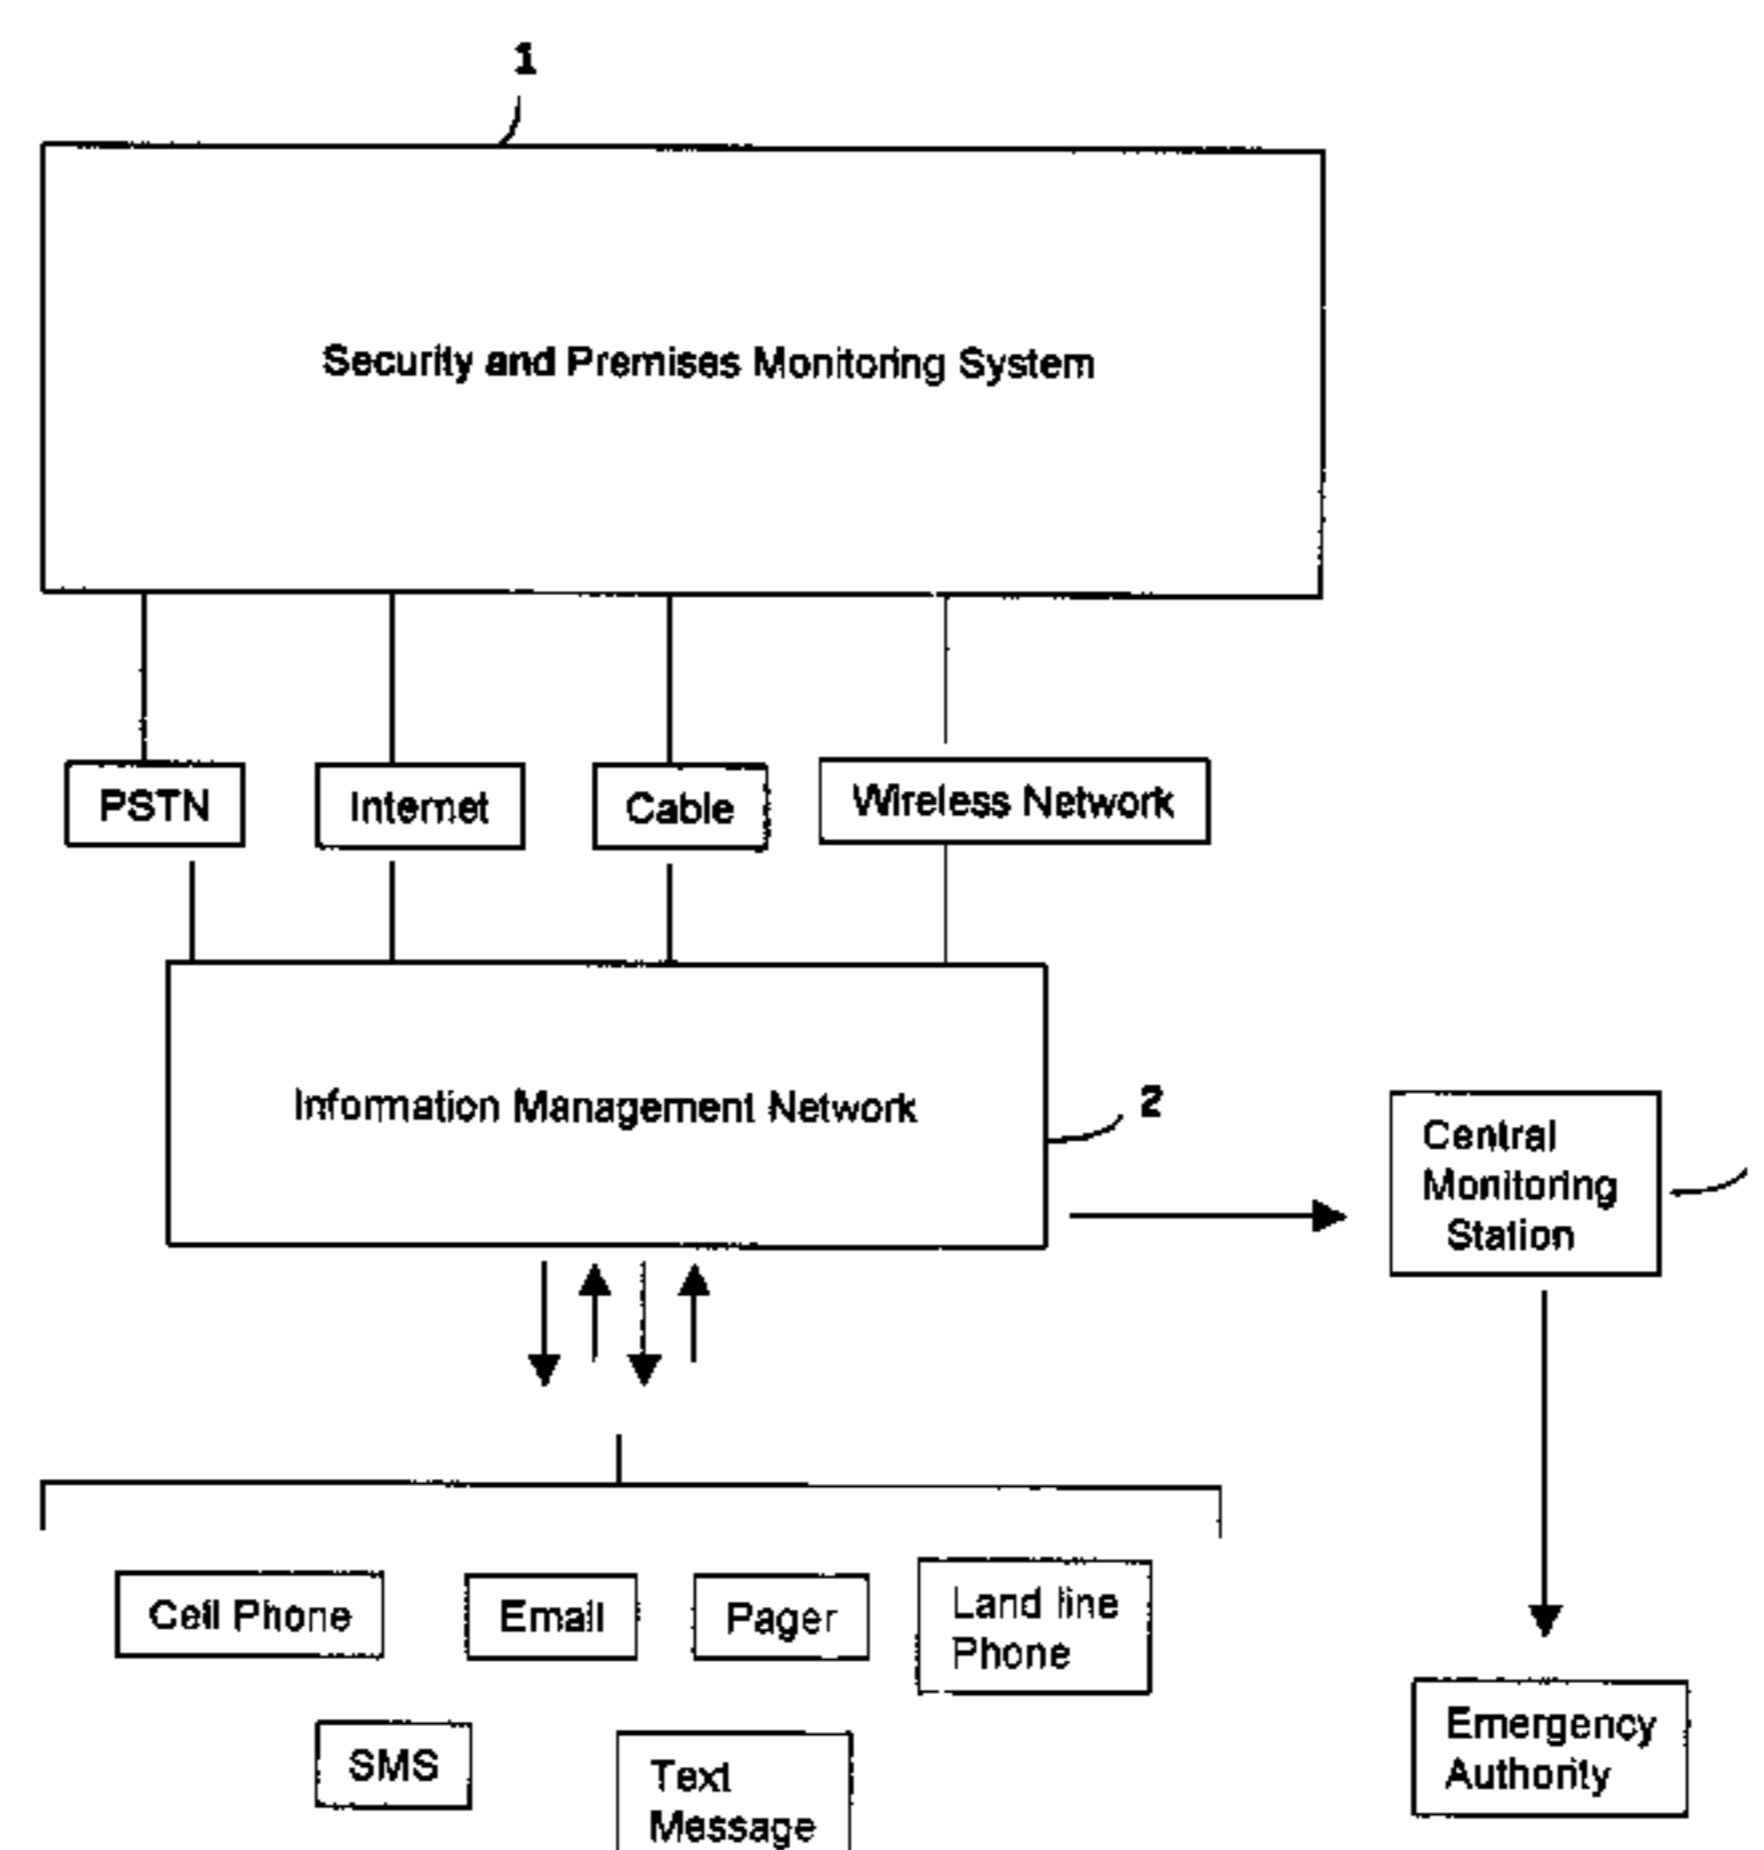 1
Security and Premises Monitoring System
PSTN
Internet
Cable
Wireless Network
Information Management Network
2
Central
Monitoring
Station
Cell Phone
Email
Pager
Land line
Phone
SMS
Text
Message
Emergency
Authority